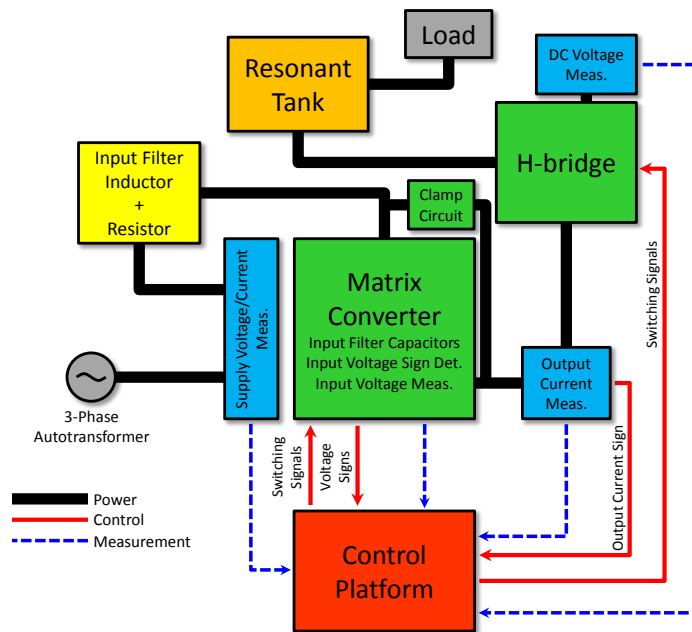 Load
DC Voltage
Meas.
Resonant
Tank
H-bridge
Input Filter
Inductor
+
Resistor
Clamp
Circuit
Switching Signals
Supply Voltage/Current
Meas.
Matrix
Converter
Input Filter Capacitors
Input Voltage Sign Det.
Input Voltage Meas.
Output
Current
Meas.
3-Phase
Autotransformer
Switching
Signals
Voltage
Signs
Output Current Sign
Power
Control
Measurement
Control
Platform